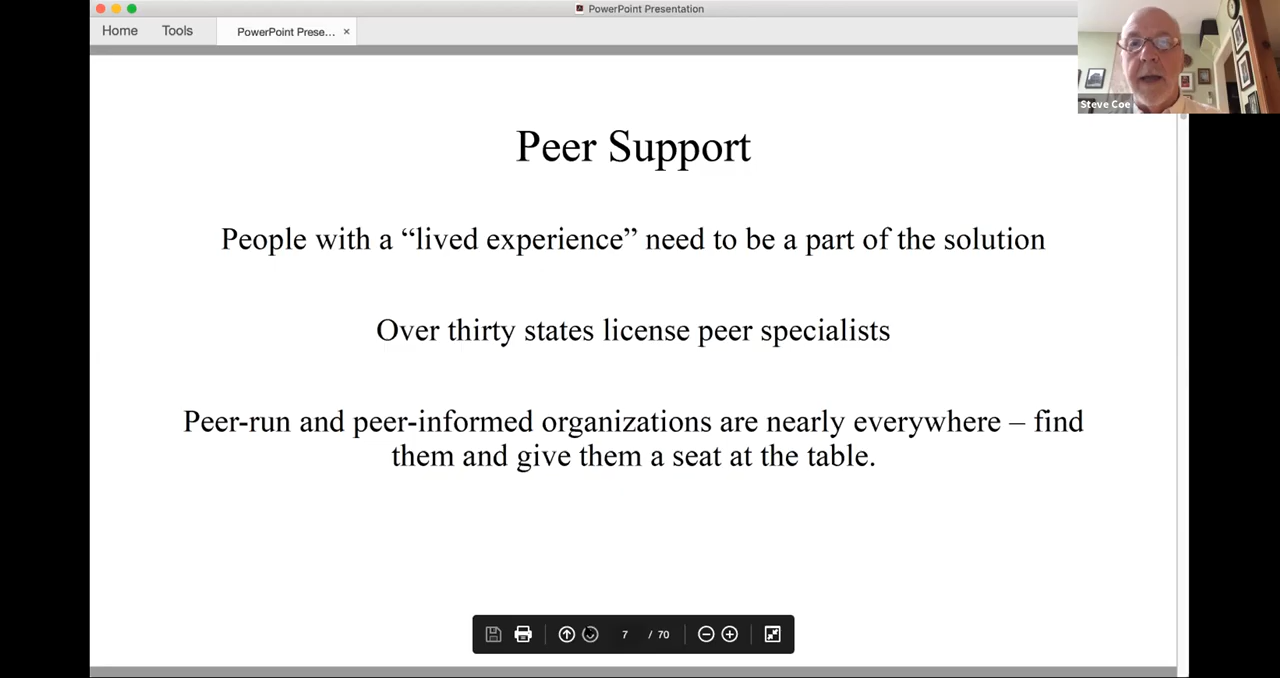 PowerPoint Presentation
Home
Tools
PowerPoint Prese... ×
Steve Coe
Peer Support
People with a “lived experience” need to be a part of the solution
Over thirty states license peer specialists
Peer-run and peer-informed organizations are nearly everywhere – find
them and give them a seat at the table.
7 / 70